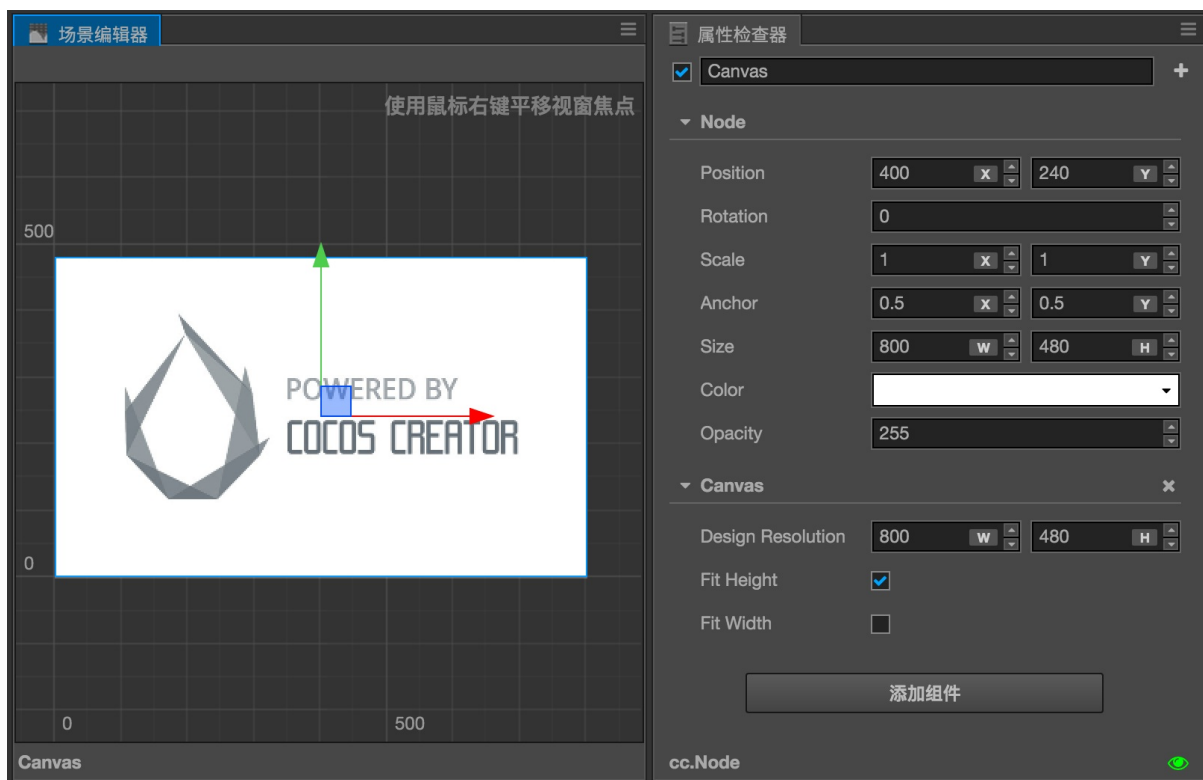 场景编辑器
使用鼠标右键平移视窗焦点
500
POWERED BY
COCOS CREATOR
0
0 500
Canvas
属性检查器
Canvas
Node
Position 400 X 240 Y
Rotation 0
Scale 1 X 1 Y
Anchor 0.5 X 0.5 Y
Size 800 W 480 H
Color
Opacity 255
Canvas
Design Resolution 800 W 480 H
Fit Height
Fit Width
添加组件
cc.Node